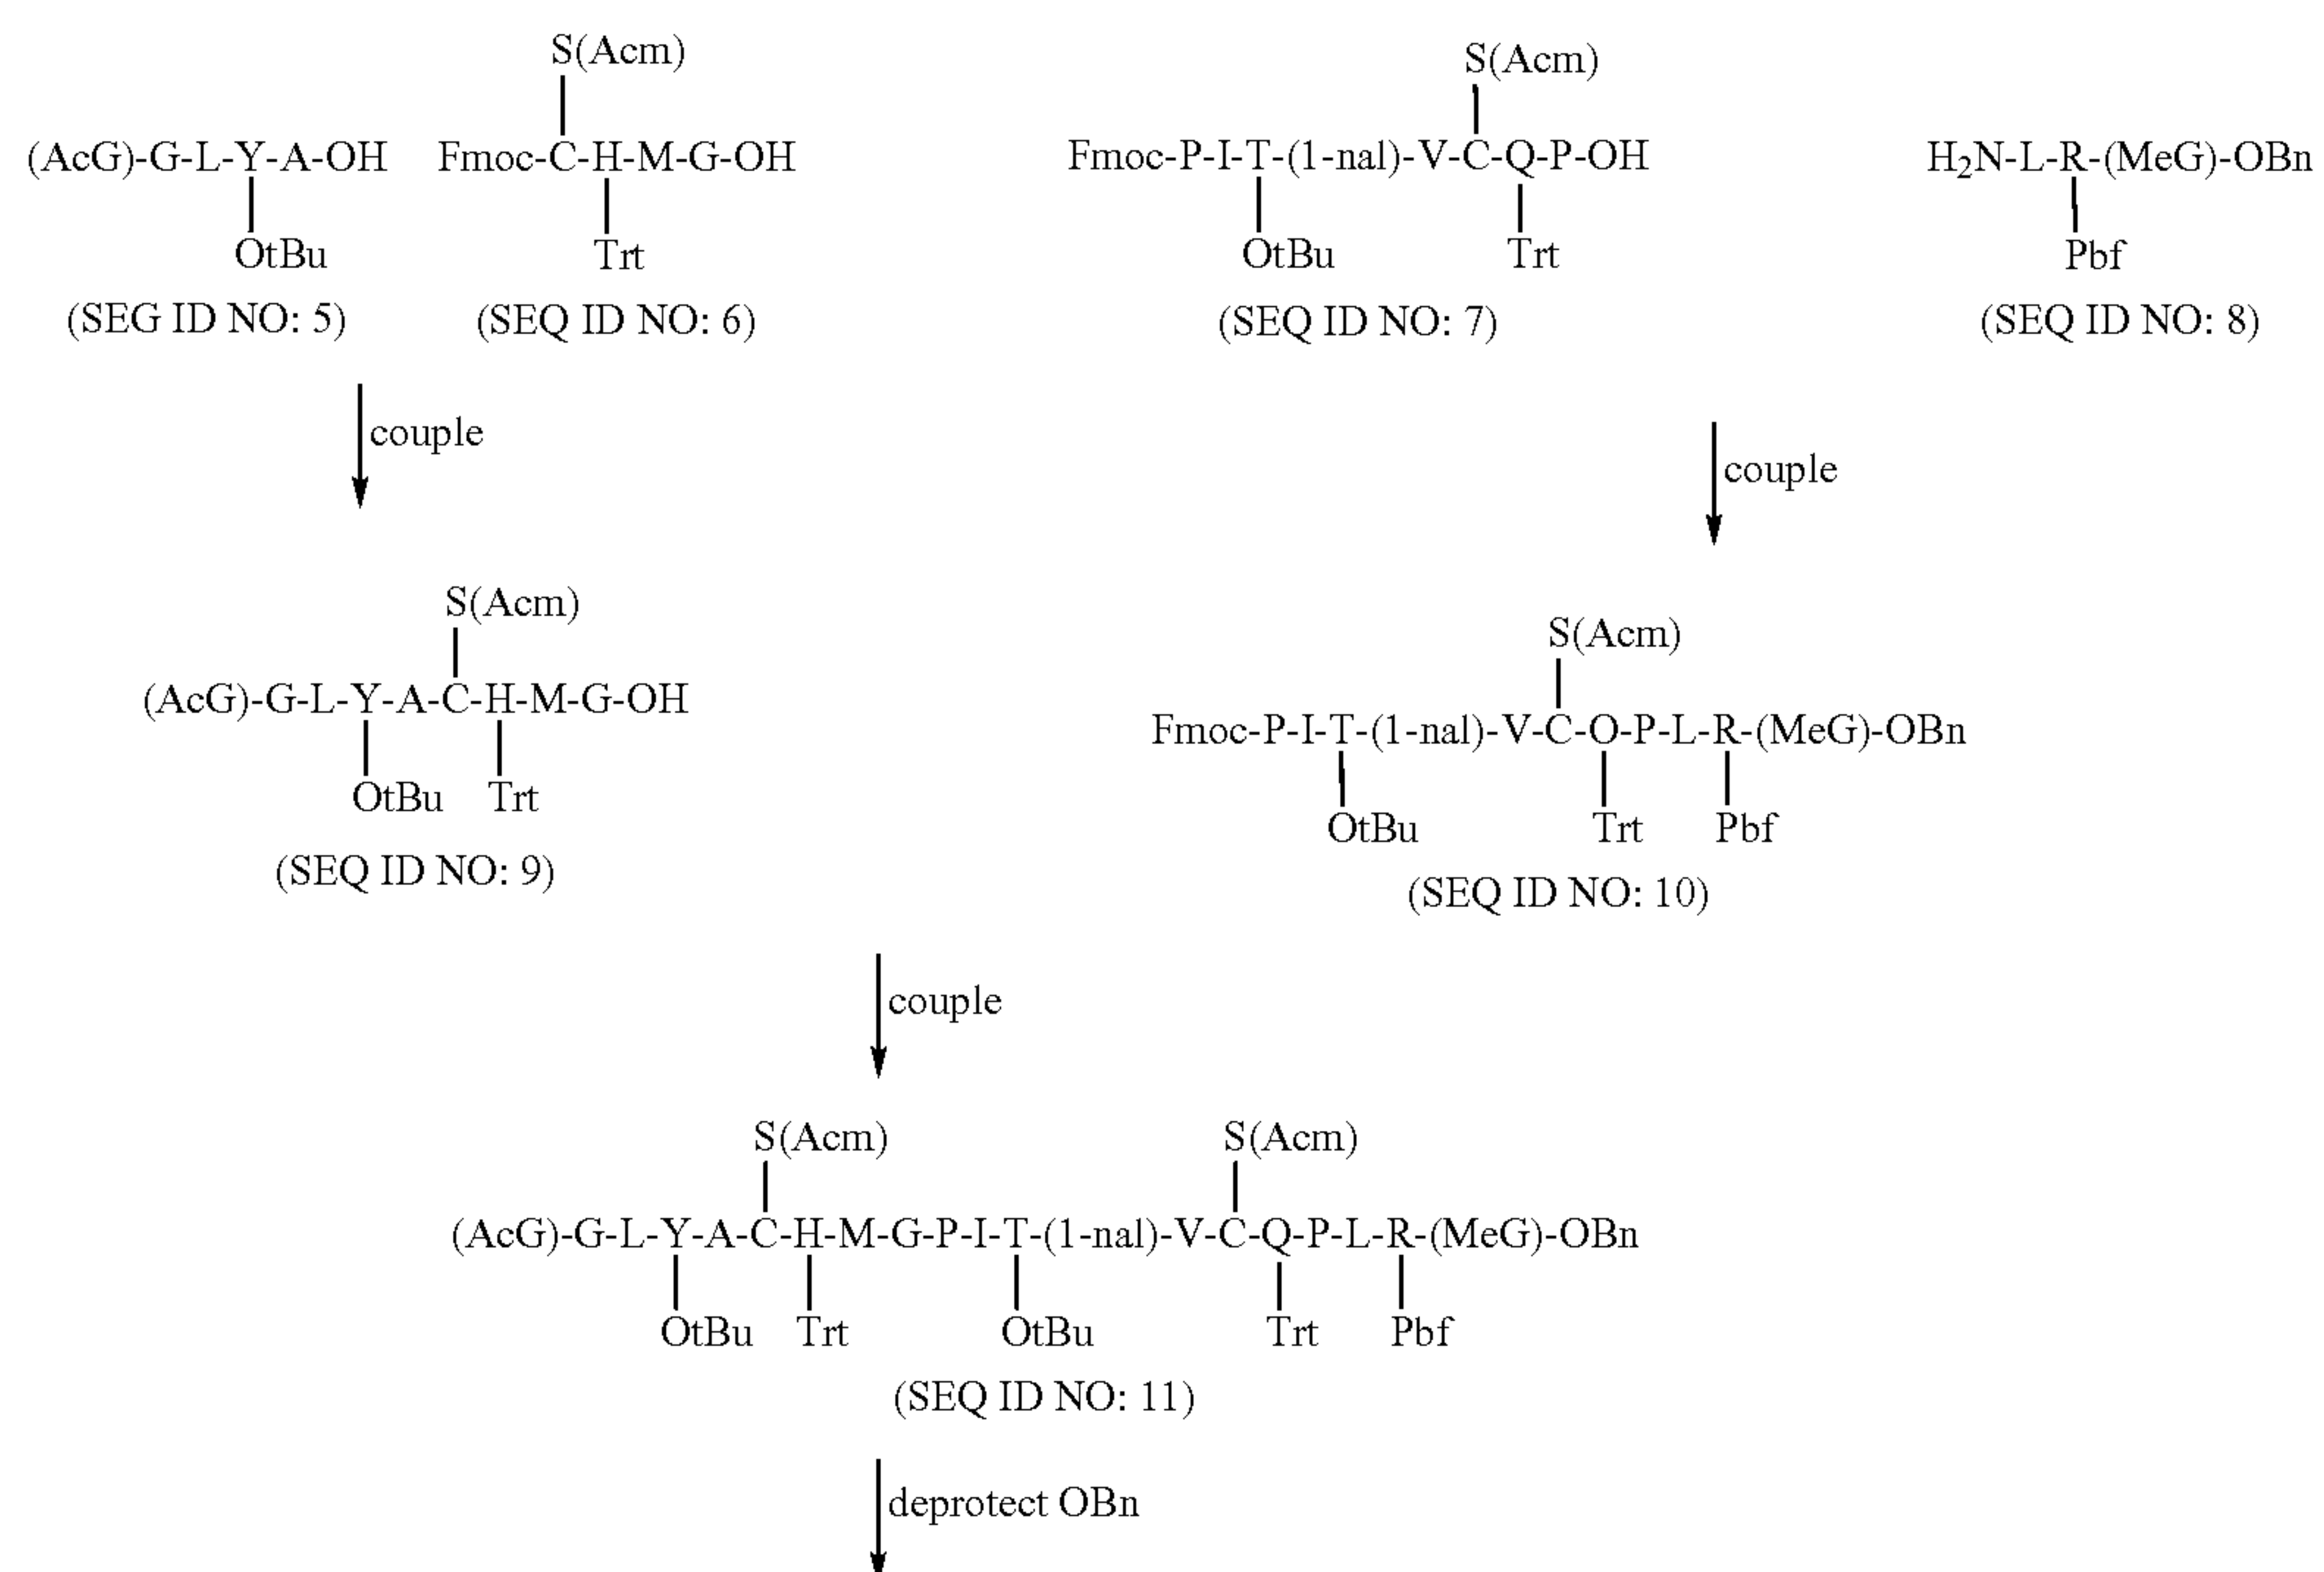 S(Acm)
S(Acm)
(AcG)-G-L-Y-A-OH Fmoc-C-H-M-G-OH
Fmoc-P-I-T-(1-nal)-V-C-Q-P-OH
H₂N-L-R-(MeG)-OBn
OtBu
Trt
OtBu
Trt
Pbf
(SEG ID NO: 5)
(SEQ ID NO: 6)
(SEQ ID NO: 7)
(SEQ ID NO: 8)
couple
couple
S(Acm)
(AcG)-G-L-Y-A-C-H-M-G-OH
OtBu
Trt
(SEQ ID NO: 9)
S(Acm)
Fmoc-P-I-T-(1-nal)-V-C-O-P-L-R-(MeG)-OBn
OtBu
Trt
Pbf
(SEQ ID NO: 10)
couple
S(Acm)
S(Acm)
(AcG)-G-L-Y-A-C-H-M-G-P-I-T-(1-nal)-V-C-Q-P-L-R-(MeG)-OBn
OtBu
Trt
OtBu
Trt
Pbf
(SEQ ID NO: 11)
deprotect OBn